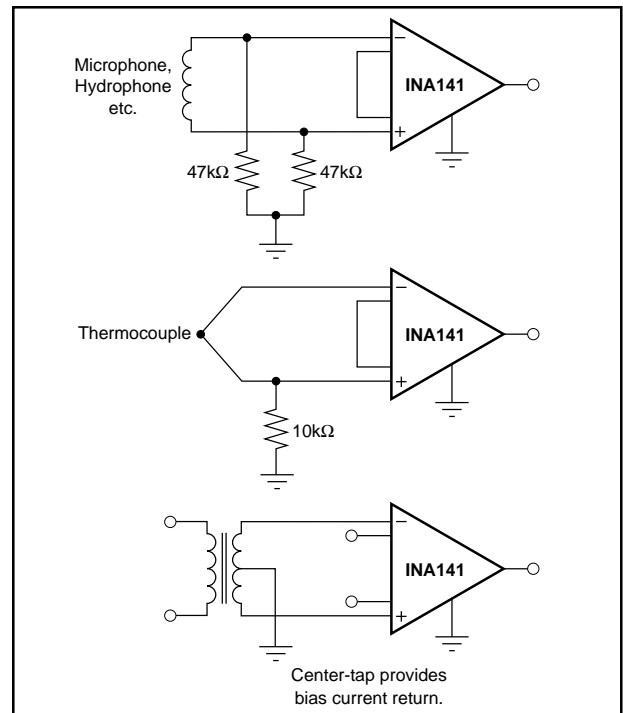 Microphone,
Hydrophone
etc.
−
INA141
+
47kΩ 47kΩ
Thermocouple
−
INA141
+
10kΩ
−
INA141
+
Center-tap provides
bias current return.